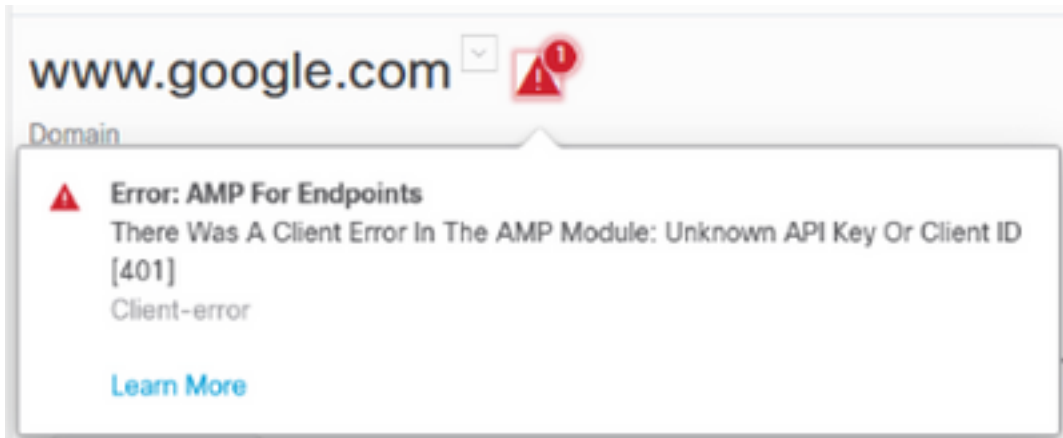 www.google.com
1
Domain
Error: AMP For Endpoints
There Was A Client Error In The AMP Module: Unknown API Key Or Client ID
[401]
Client-error
Learn More